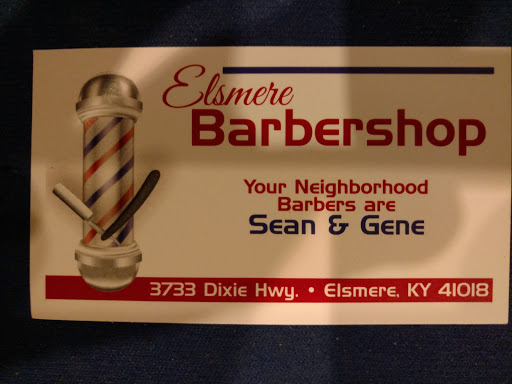 Elsmere
Barbershop
Your Neighborhood
Barbers are
Sean & Gene
3733 Dixie Hwy. • Elsmere, KY 41018